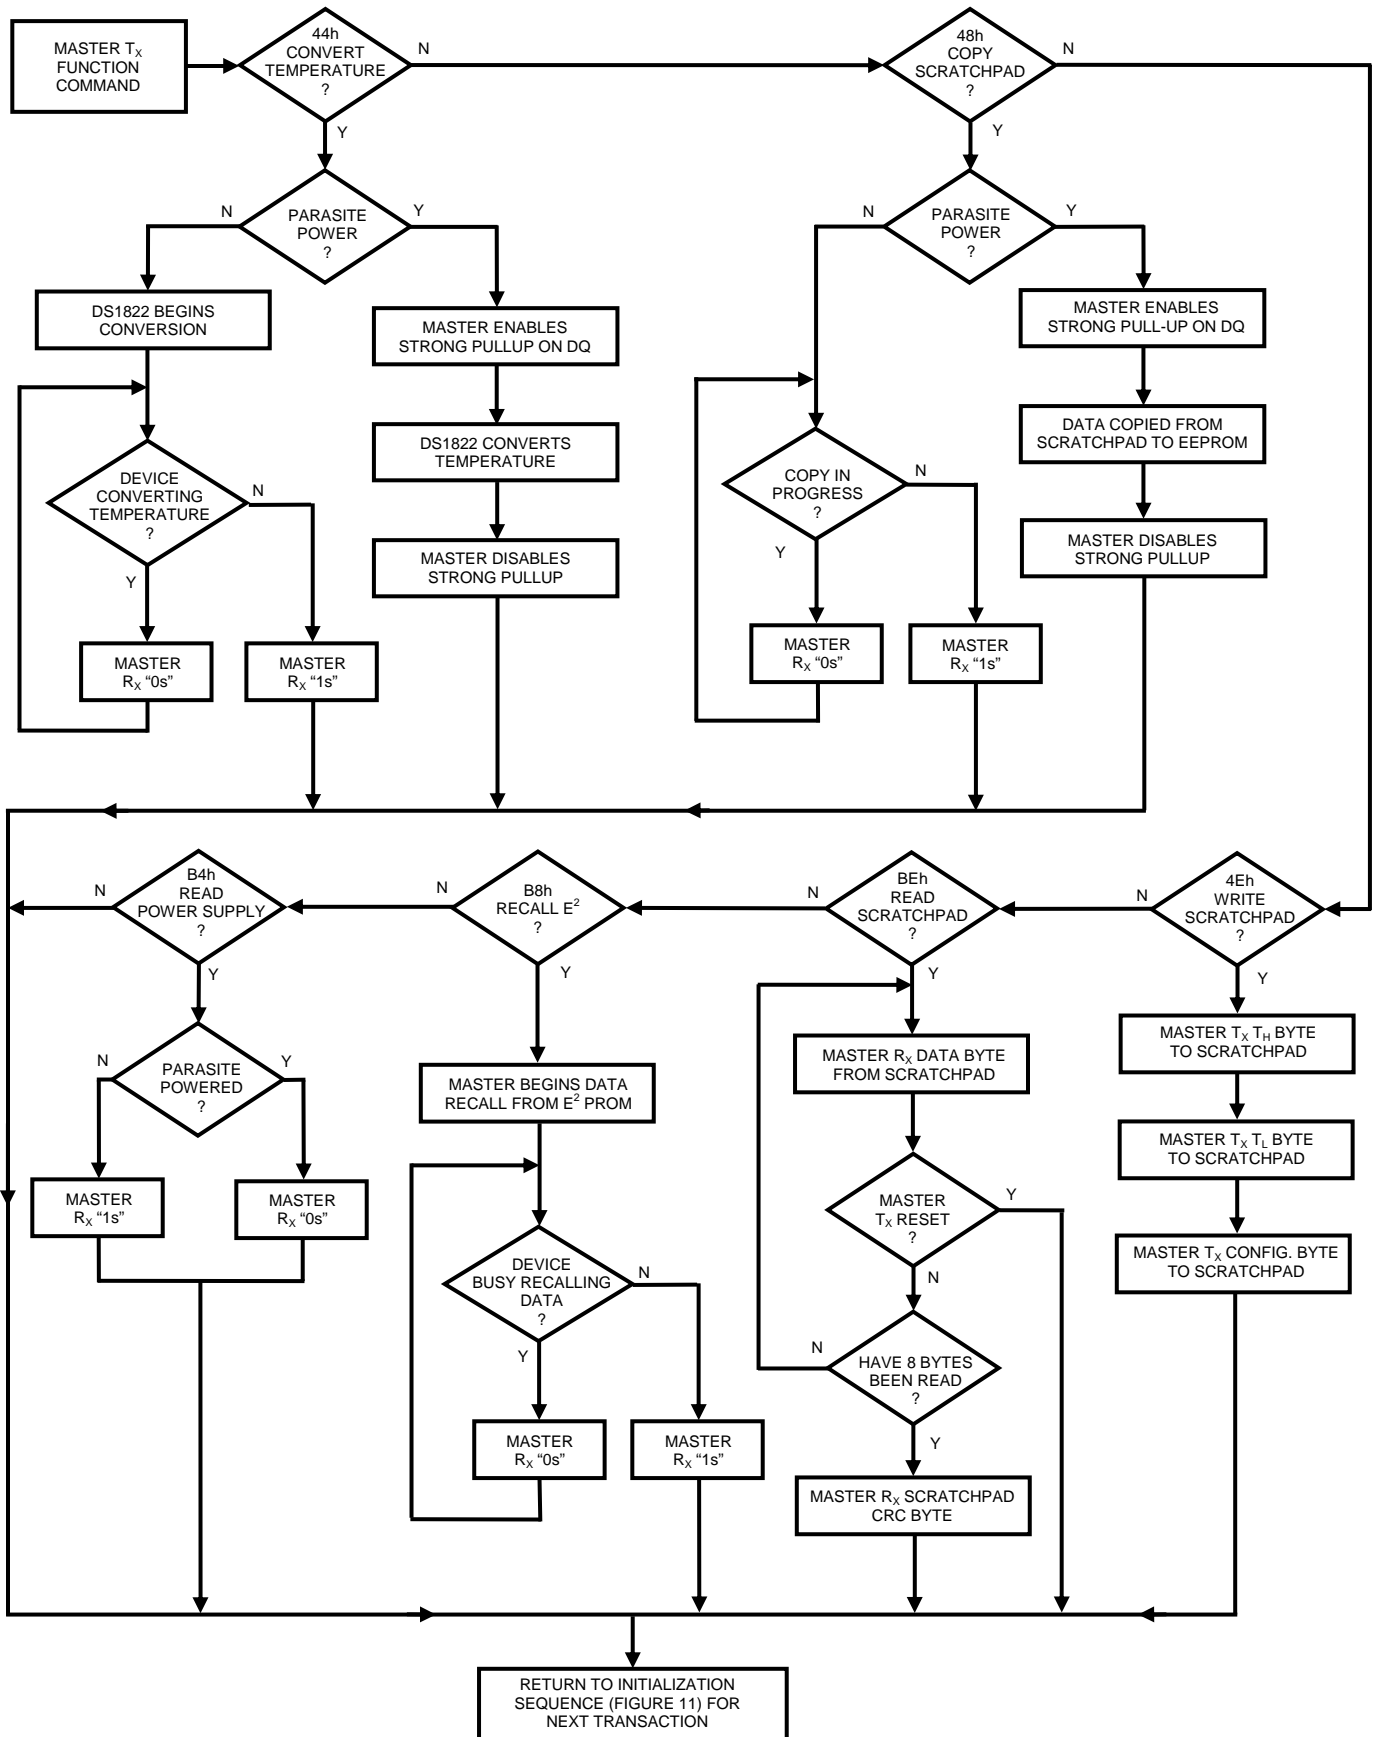 MASTER TX
FUNCTION
COMMAND
44h
CONVERT
TEMPERATURE
?
N
Y
48h
COPY
SCRATCHPAD
?
N
Y
PARASITE
POWER
?
N
Y
DS1822 BEGINS
CONVERSION
MASTER ENABLES
STRONG PULLUP ON DQ
DEVICE
CONVERTING
TEMPERATURE
?
N
Y
DS1822 CONVERTS
TEMPERATURE
MASTER DISABLES
STRONG PULLUP
MASTER
RX “0s”
MASTER
RX “1s”
PARASITE
POWER
?
N
Y
MASTER ENABLES
STRONG PULL-UP ON DQ
DATA COPIED FROM
SCRATCHPAD TO EEPROM
COPY IN
PROGRESS
?
N
Y
MASTER DISABLES
STRONG PULLUP
MASTER
RX “0s”
MASTER
RX “1s”
B4h
READ
POWER SUPPLY
?
N
Y
B8h
RECALL E2
?
N
Y
BEh
READ
SCRATCHPAD
?
N
Y
4Eh
WRITE
SCRATCHPAD
?
N
Y
PARASITE
POWERED
?
N
Y
MASTER
RX “1s”
MASTER
RX “0s”
MASTER BEGINS DATA
RECALL FROM E2 PROM
DEVICE
BUSY RECALLING
DATA
?
N
Y
MASTER
RX “0s”
MASTER
RX “1s”
MASTER RX DATA BYTE
FROM SCRATCHPAD
MASTER
TX RESET
?
Y
N
HAVE 8 BYTES
BEEN READ
?
N
Y
MASTER RX SCRATCHPAD
CRC BYTE
MASTER TX TH BYTE
TO SCRATCHPAD
MASTER TX TL BYTE
TO SCRATCHPAD
MASTER TX CONFIG. BYTE
TO SCRATCHPAD
RETURN TO INITIALIZATION
SEQUENCE (FIGURE 11) FOR
NEXT TRANSACTION